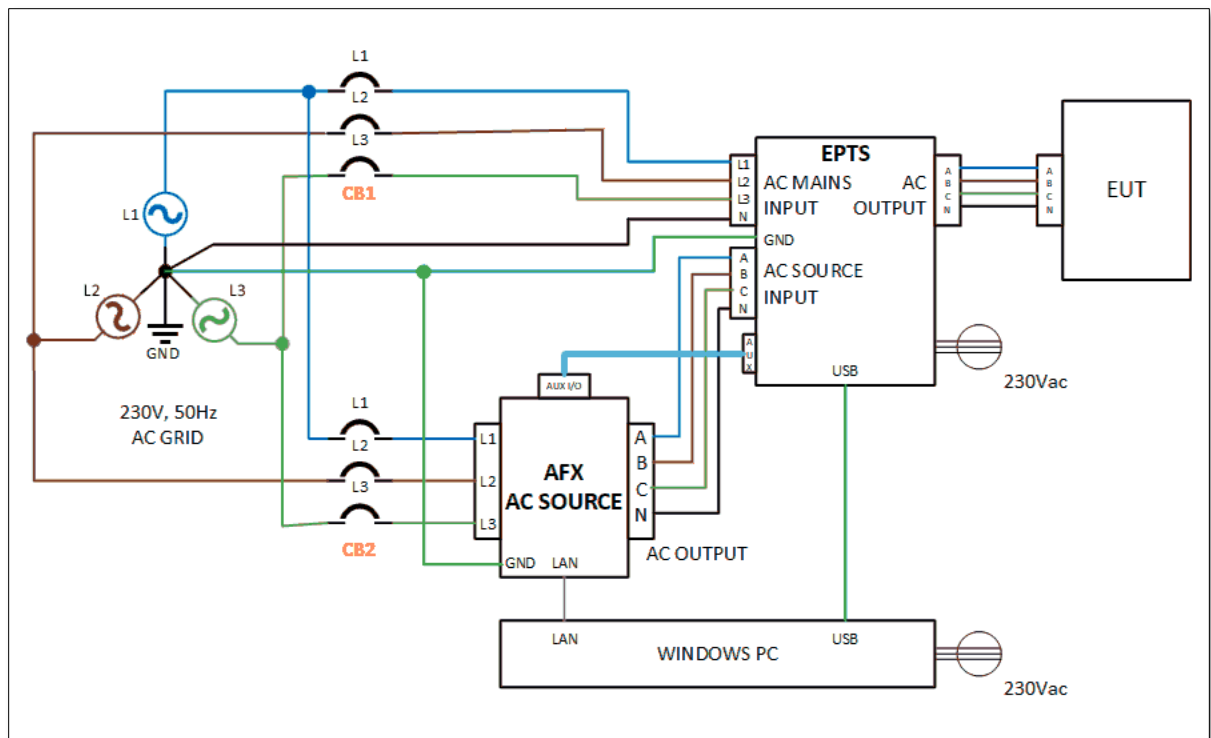 L1
L2
L3
CB1
L1
L2
L3
GND
230V, 50Hz
AC GRID
L1
L2
L3
CB2
EPTS
L1
L2
L3
N
AC MAINS
INPUT
AC
OUTPUT
A
B
C
N
A
B
C
N
EUT
GND
A
B
C
N
AC SOURCE
INPUT
AUX
USB
230Vac
AUX I/O
L1
L2
L3
AFX
AC SOURCE
A
B
C
N
AC OUTPUT
GND
LAN
LAN
USB
WINDOWS PC
230Vac